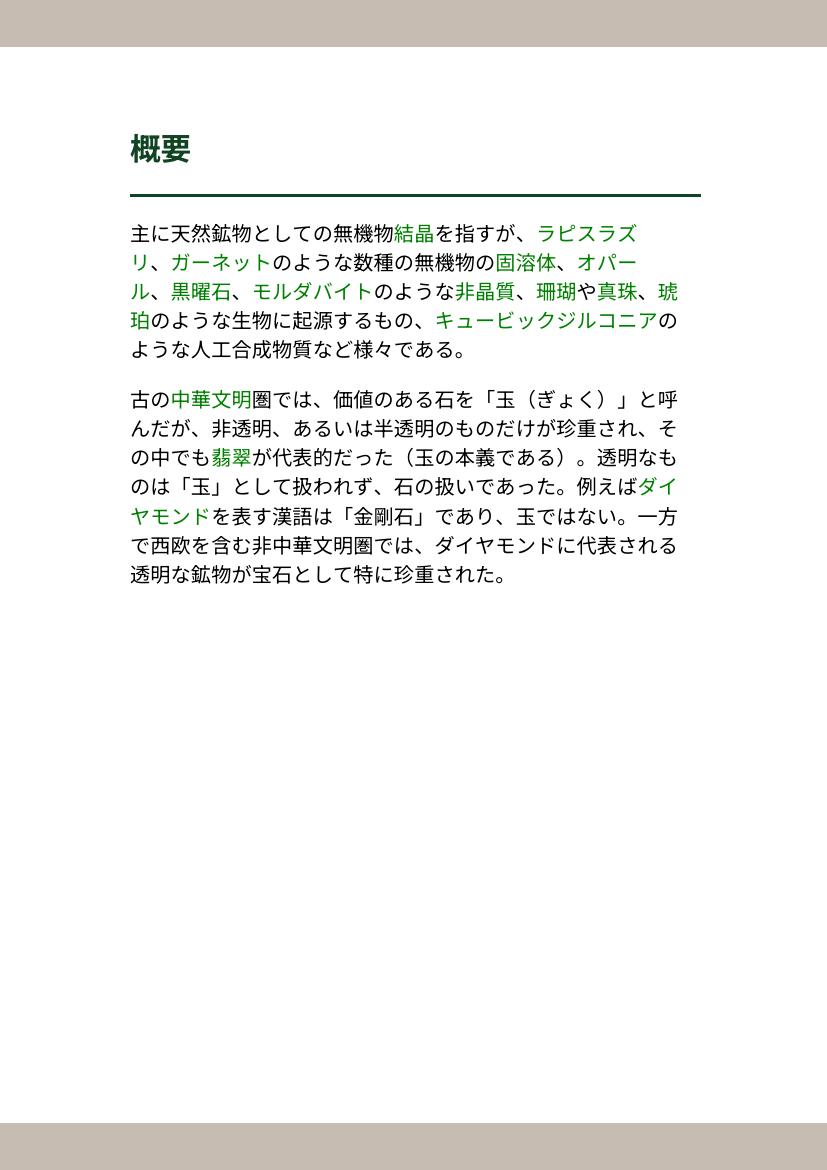 概要
主に天然鉱物としての無機物結晶を指すが、ラピスラズ
リ、ガーネットのような数種の無機物の固溶体、オパー
ル、黒曜石、モルダバイトのような非晶質、珊瑚や真珠、琥
珀のような生物に起源するもの、キュービックジルコニアの
ような人工合成物質など様々である。
古の中華文明圏では、価値のある石を「玉（ぎょく）」と呼
んだが、非透明、あるいは半透明のものだけが珍重され、そ
の中でも翡翠が代表的だった（玉の本義である）。透明なも
のは「玉」として扱われず、石の扱いであった。例えばダイ
ヤモンドを表す漢語は「金剛石」であり、玉ではない。一方
で西欧を含む非中華文明圏では、ダイヤモンドに代表される
透明な鉱物が宝石として特に珍重された。